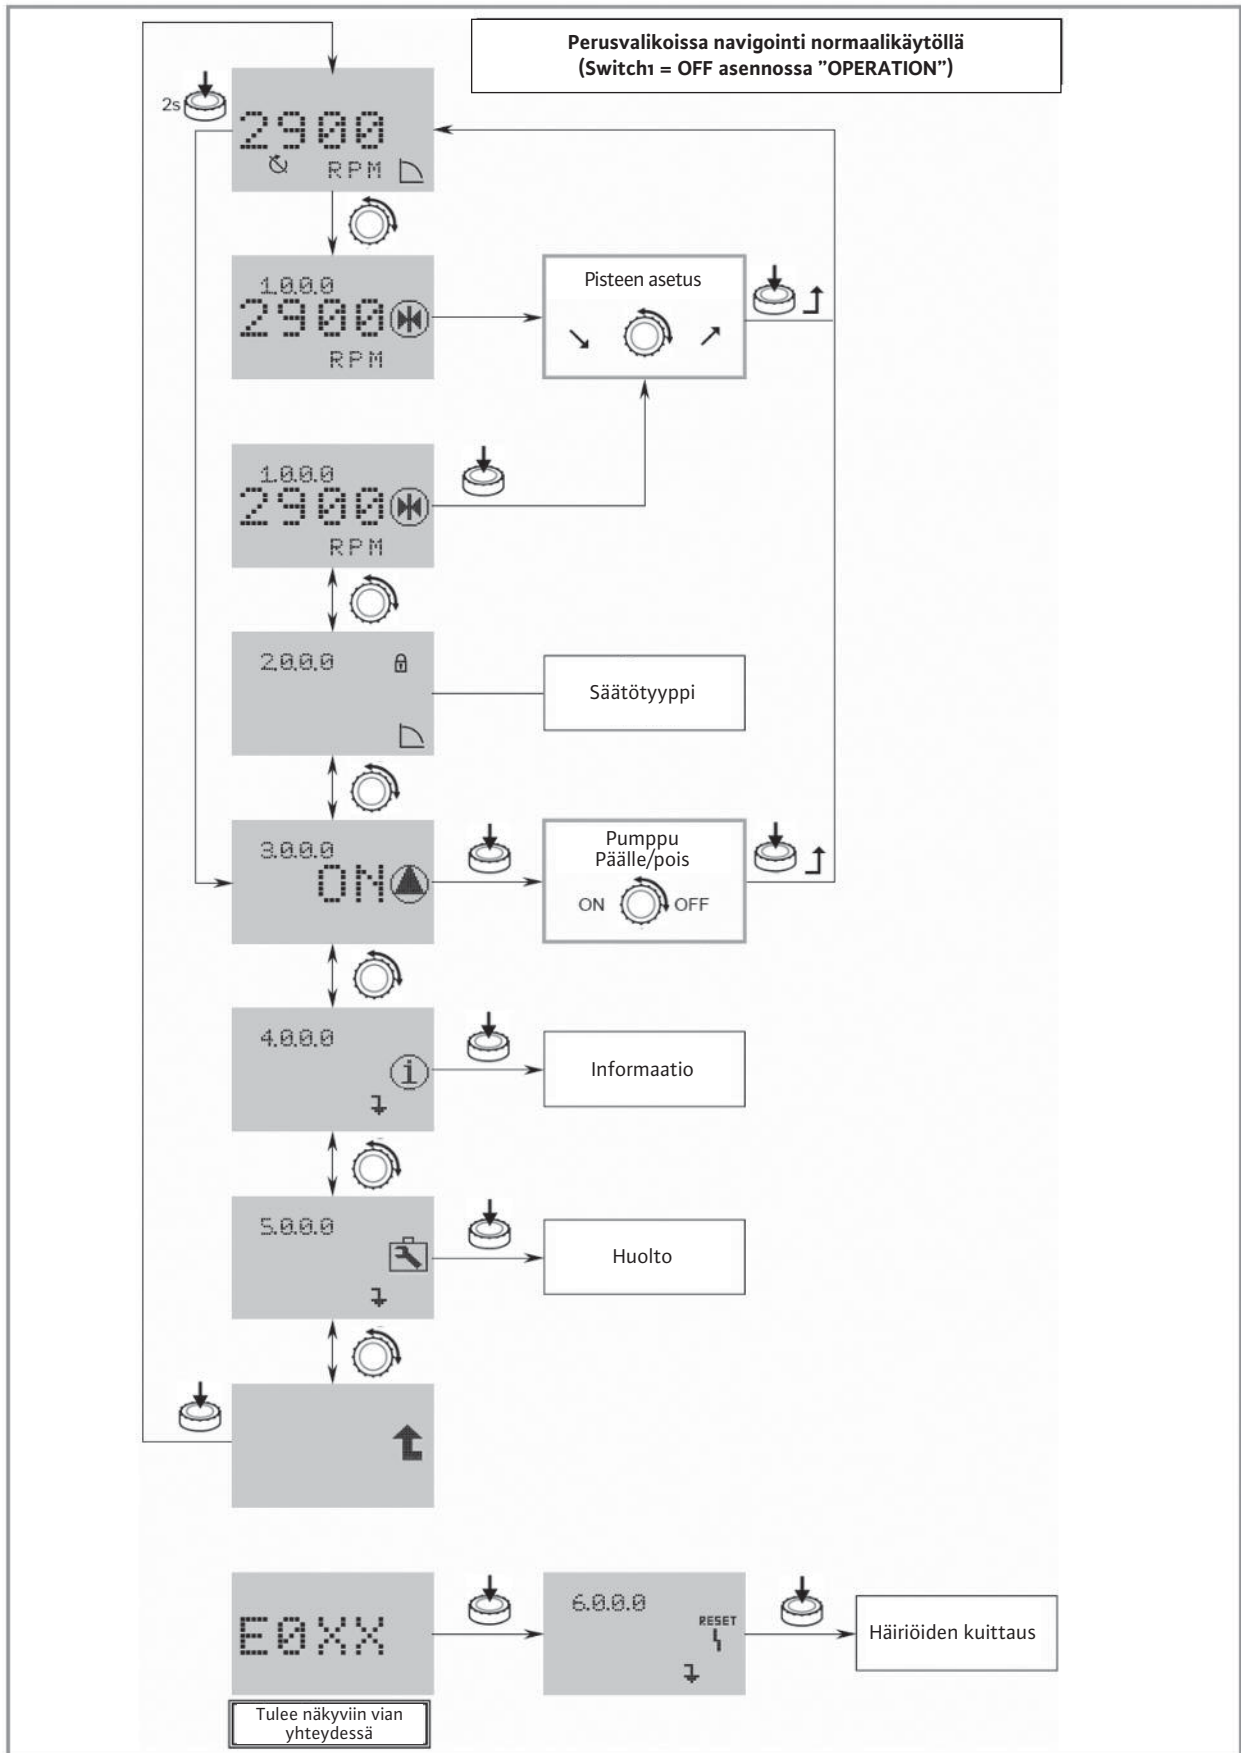 Perusvalikoissa navigointi normaalikäytöllä
(Switch1 = OFF asennossa ”OPERATION”)
2s
2900
RPM
1.0.0.0
2900
RPM
Pisteen asetus
1.0.0.0
2900
RPM
2.0.0.0
Säätötyyppi
3.0.0.0
ON
Pumppu
Päälle/pois
ON OFF
4.0.0.0
i
Informaatio
5.0.0.0
Huolto
E0XX
6.0.0.0
RESET
Häiriöiden kuittaus
Tulee näkyviin vian
yhteydessä